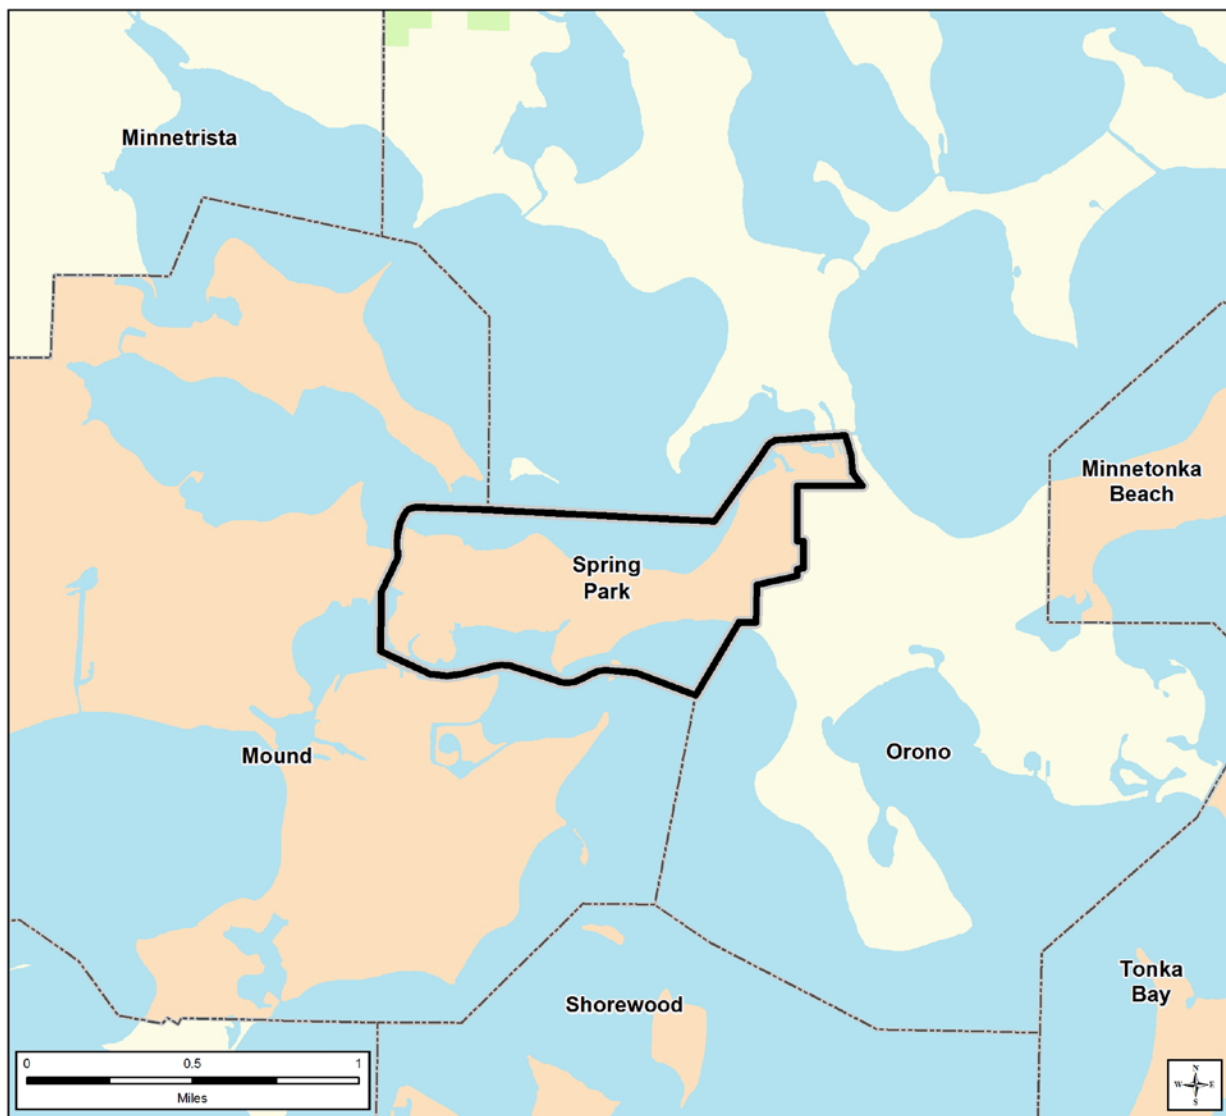 Minnetrista
Minnetonka
Beach
Spring
Park
Mound
Orono
Tonka
Bay
Shorewood
0 0.5 1
Miles
N
W E
S